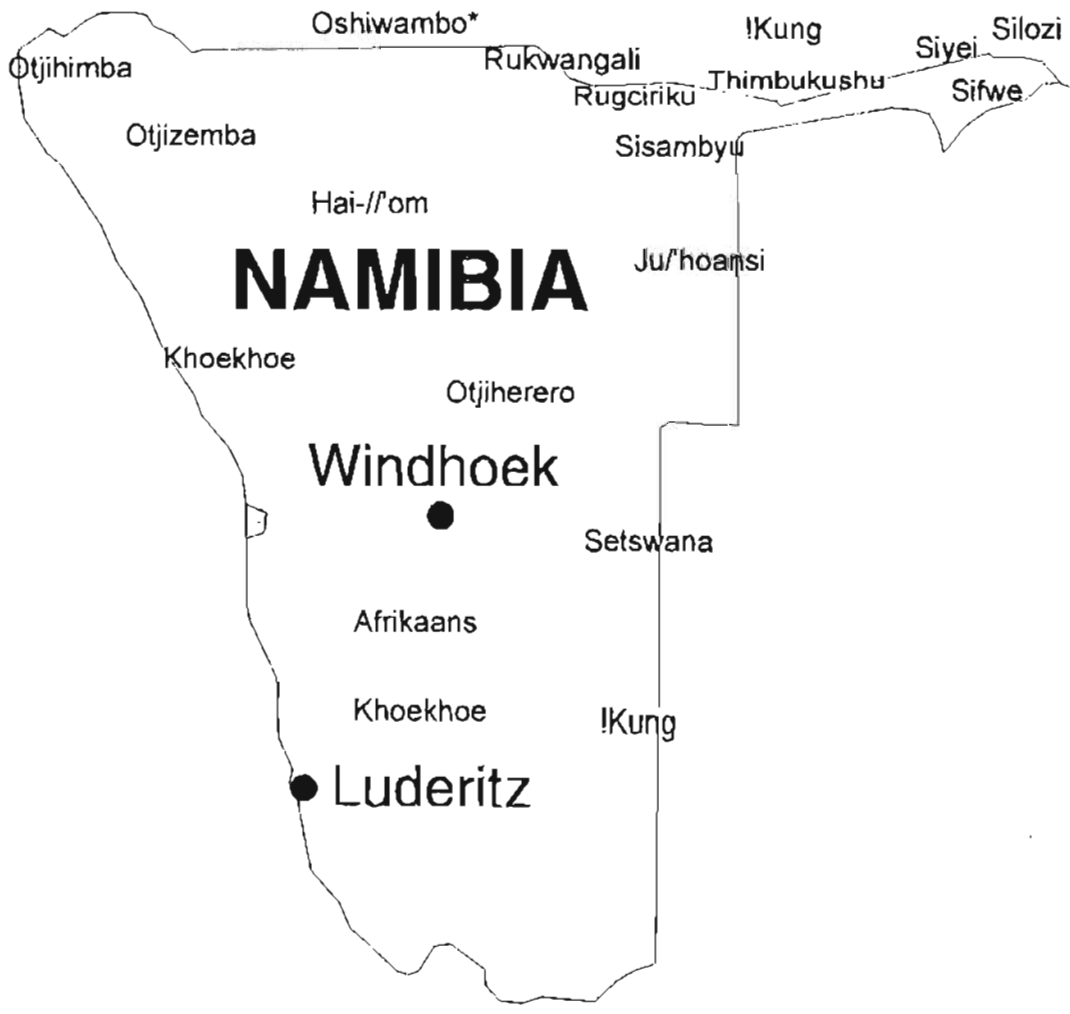 Oshiwambo*
!Kung
Silozi
Siyei
Otjihimba
Rukwangali
Thimbukushu
Rugciriku
Sifwe
Otjizemba
Sisambyu
Hai-//'om
NAMIBIA
Ju/'hoansi
Khoekhoe
Otjiherero
Windhoek
Setswana
Afrikaans
Khoekhoe
!Kung
Luderitz